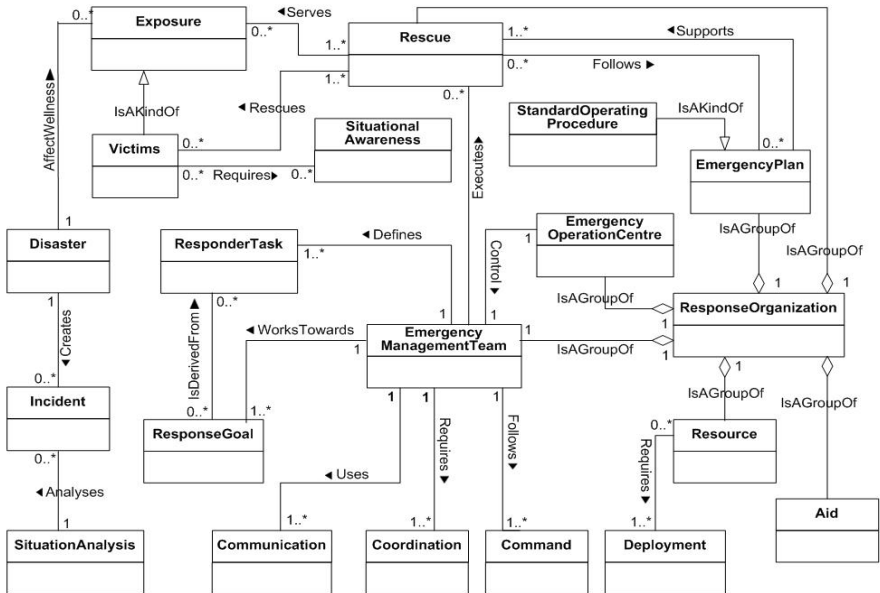 Exposure
◄Serves
0..*
0..*
1..*
Rescue
1..*
◄Supports
0..*
Follows ►
1..*
0..*
AffectWellness►
IsAKindOf
◄Rescues
Victims
0..*
0..*
Requires►
0..*
Situational
Awareness
Executes►
StandardOperating
Procedure
IsAKindOf
0..*
EmergencyPlan
1
Disaster
1
ResponderTask
1..*
◄Defines
0..*
1
Control ►
1
1
Emergency
OperationCentre
IsAGroupOf
IsAGroupOf
IsAGroupOf
1
1
1
ResponseOrganization
◄Creates
0..*
Incident
0..*
IsDerivedFrom►
0..*
◄WorksTowards
1
1..*
ResponseGoal
Emergency
ManagementTeam
1
IsAGroupOf
1
1
IsAGroupOf
IsAGroupOf
0..*
Resource
1
1
1
◄Analyses
1
◄Uses
Requires ►
Follows►
Requires ►
1..*
1..*
1..*
1..*
SituationAnalysis
Communication
Coordination
Command
Deployment
Aid